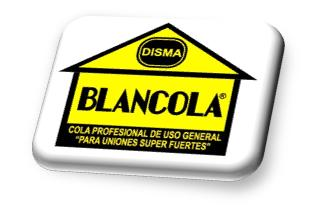 DISMA
BLANCOLA®
COLA PROFESIONAL DE USO GENERAL
"PARA UNIONES SUPER FUERTES"